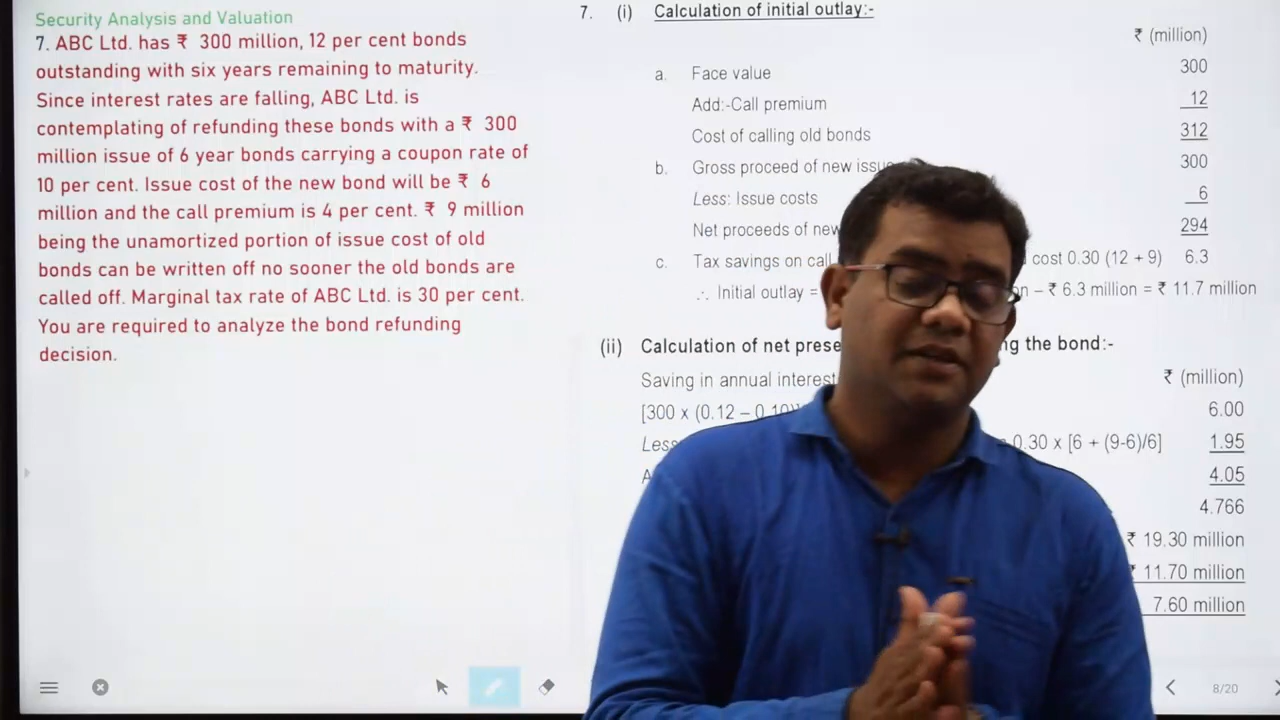 Security Analysis and Valuation
7. ABC Ltd. has ₹ 300 million, 12 per cent bonds
outstanding with six years remaining to maturity.
Since interest rates are falling, ABC Ltd. is
contemplating of refunding these bonds with a ₹ 300
million issue of 6 year bonds carrying a coupon rate of
10 per cent. Issue cost of the new bond will be ₹ 6
million and the call premium is 4 per cent. ₹ 9 million
being the unamortized portion of issue cost of old
bonds can be written off no sooner the old bonds are
called off. Marginal tax rate of ABC Ltd. is 30 per cent.
You are required to analyze the bond refunding
decision.
7. (i) Calculation of initial outlay:-
₹ (million)
a. Face value 300
Add:-Call premium 12
Cost of calling old bonds 312
b. Gross proceed of new issue 300
Less: Issue costs 6
Net proceeds of new 294
c. Tax savings on call cost 0.30 (12 + 9) 6.3
∴ Initial outlay = on – ₹ 6.3 million = ₹ 11.7 million
(ii) Calculation of net prese g the bond:-
Saving in annual interest ₹ (million)
[300 x (0.12 – 0.10)] 6.00
Less 0.30 x [6 + (9-6)/6] 1.95
A 4.05
4.766
₹ 19.30 million
₹ 11.70 million
7.60 million
8/20